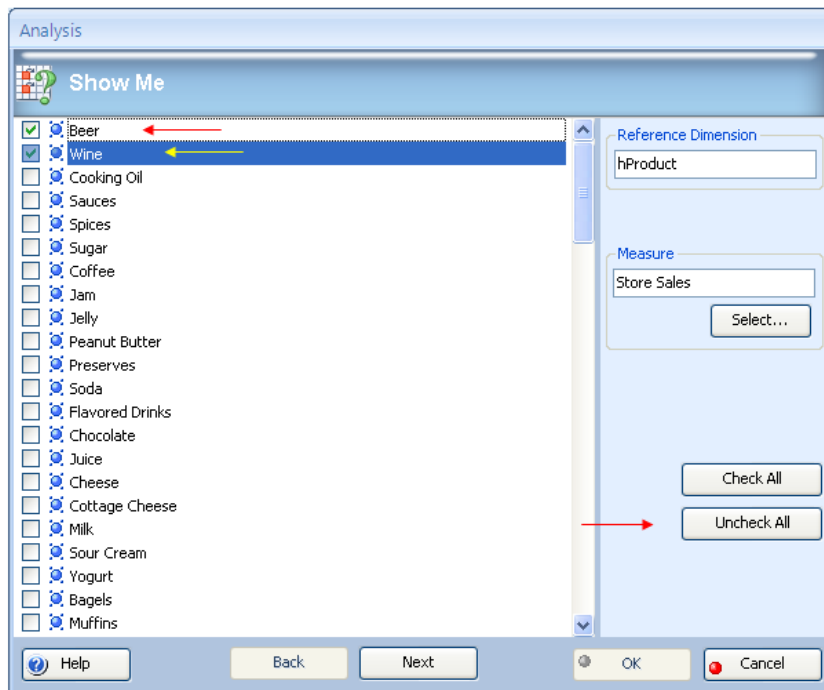 Analysis
Show Me
Beer
Wine
Cooking Oil
Sauces
Spices
Sugar
Coffee
Jam
Jelly
Peanut Butter
Preserves
Soda
Flavored Drinks
Chocolate
Juice
Cheese
Cottage Cheese
Milk
Sour Cream
Yogurt
Bagels
Muffins
Reference Dimension
hProduct
Measure
Store Sales
Select...
Check All
Uncheck All
Help
Back
Next
OK
Cancel